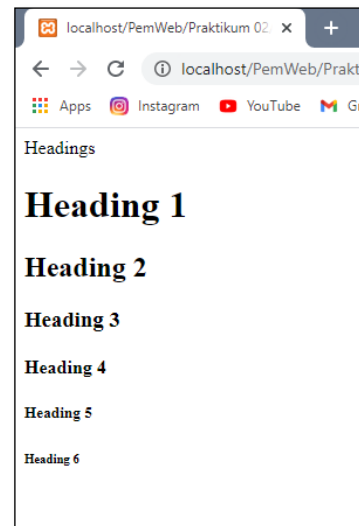 localhost/PemWeb/Praktikum 02
localhost/PemWeb/Prakt
Apps Instagram YouTube G
Headings
Heading 1
Heading 2
Heading 3
Heading 4
Heading 5
Heading 6